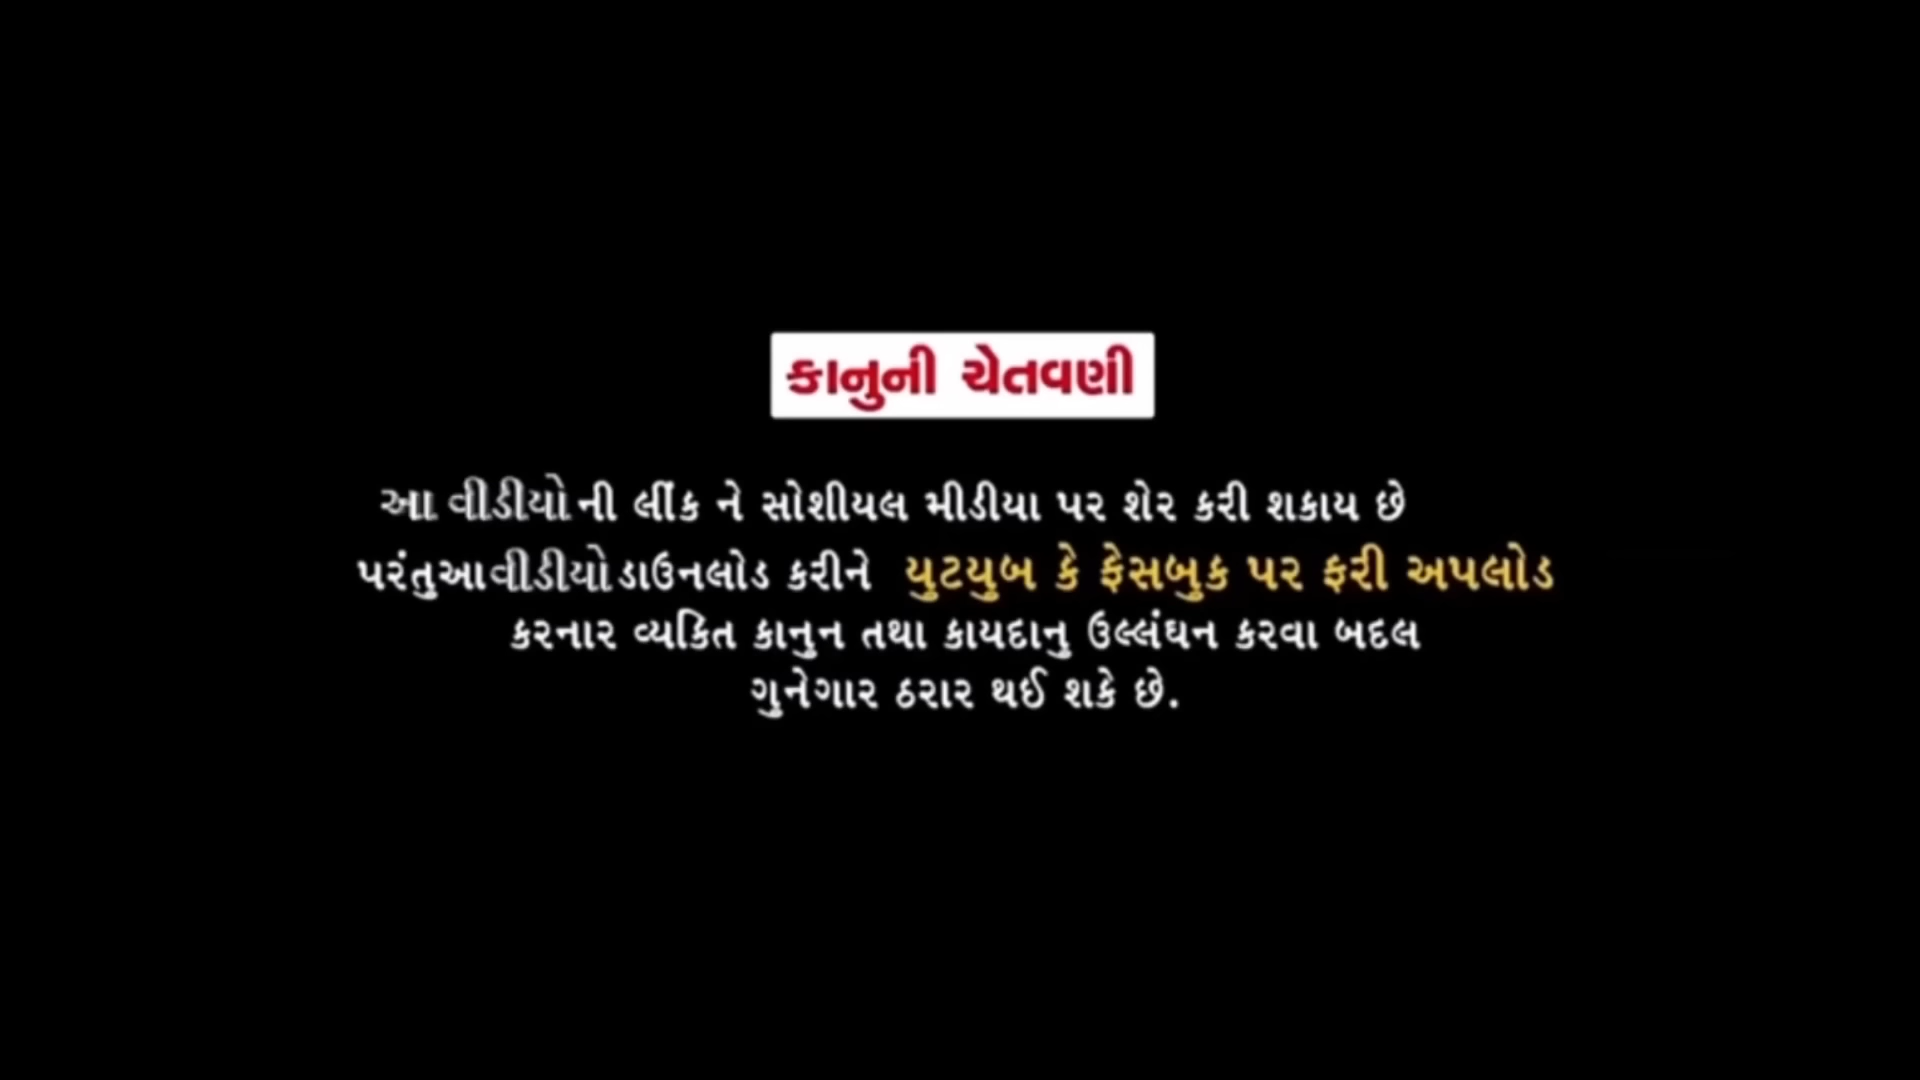 કાનુની ચેતવણી
આ વીડીયો ની લીંક ને સોશીયલ મીડીયા પર શેર કરી શકાય છે
પરંતુઆવીડીયો ડાઉનલોડ કરીને યુટયુબ કે ફેસબુક પર ફરી અપલોડ
કરનાર વ્યકિત કાનુન તથા કાયદાનુ ઉલ્લંઘન કરવા બદલ
ગુનેગાર ઠરાર થઈ શકે છે.